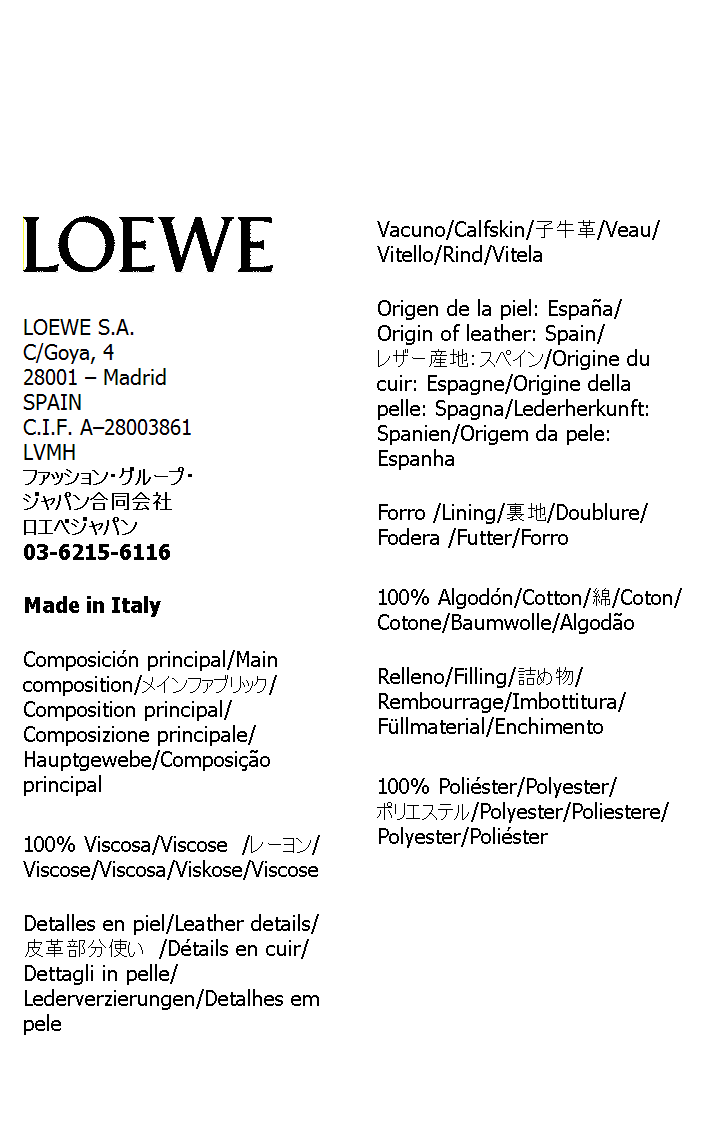 LOEWE
LOEWE S.A.
C/Goya, 4
28001 – Madrid
SPAIN
C.I.F. A–28003861
LVMH
ファッション・グループ・
ジャパン合同会社
ロエベジャパン
03-6215-6116
Made in Italy
Composición principal/Main
composition/メインファブリック/
Composition principal/
Composizione principale/
Hauptgewebe/Composição
principal
100% Viscosa/Viscose /レーヨン/
Viscose/Viscosa/Viskose/Viscose
Detalles en piel/Leather details/
皮革部分使い /Détails en cuir/
Dettagli in pelle/
Lederverzierungen/Detalhes em
pele
Vacuno/Calfskin/子牛革/Veau/
Vitello/Rind/Vitela
Origen de la piel: España/
Origin of leather: Spain/
レザー産地：スペイン/Origine du
cuir: Espagne/Origine della
pelle: Spagna/Lederherkunft:
Spanien/Origem da pele:
Espanha
Forro /Lining/裏地/Doublure/
Fodera /Futter/Forro
100% Algodón/Cotton/綿/Coton/
Cotone/Baumwolle/Algodão
Relleno/Filling/詰め物/
Rembourrage/Imbottitura/
Füllmaterial/Enchimento
100% Poliéster/Polyester/
ポリエステル/Polyester/Poliestere/
Polyester/Poliéster